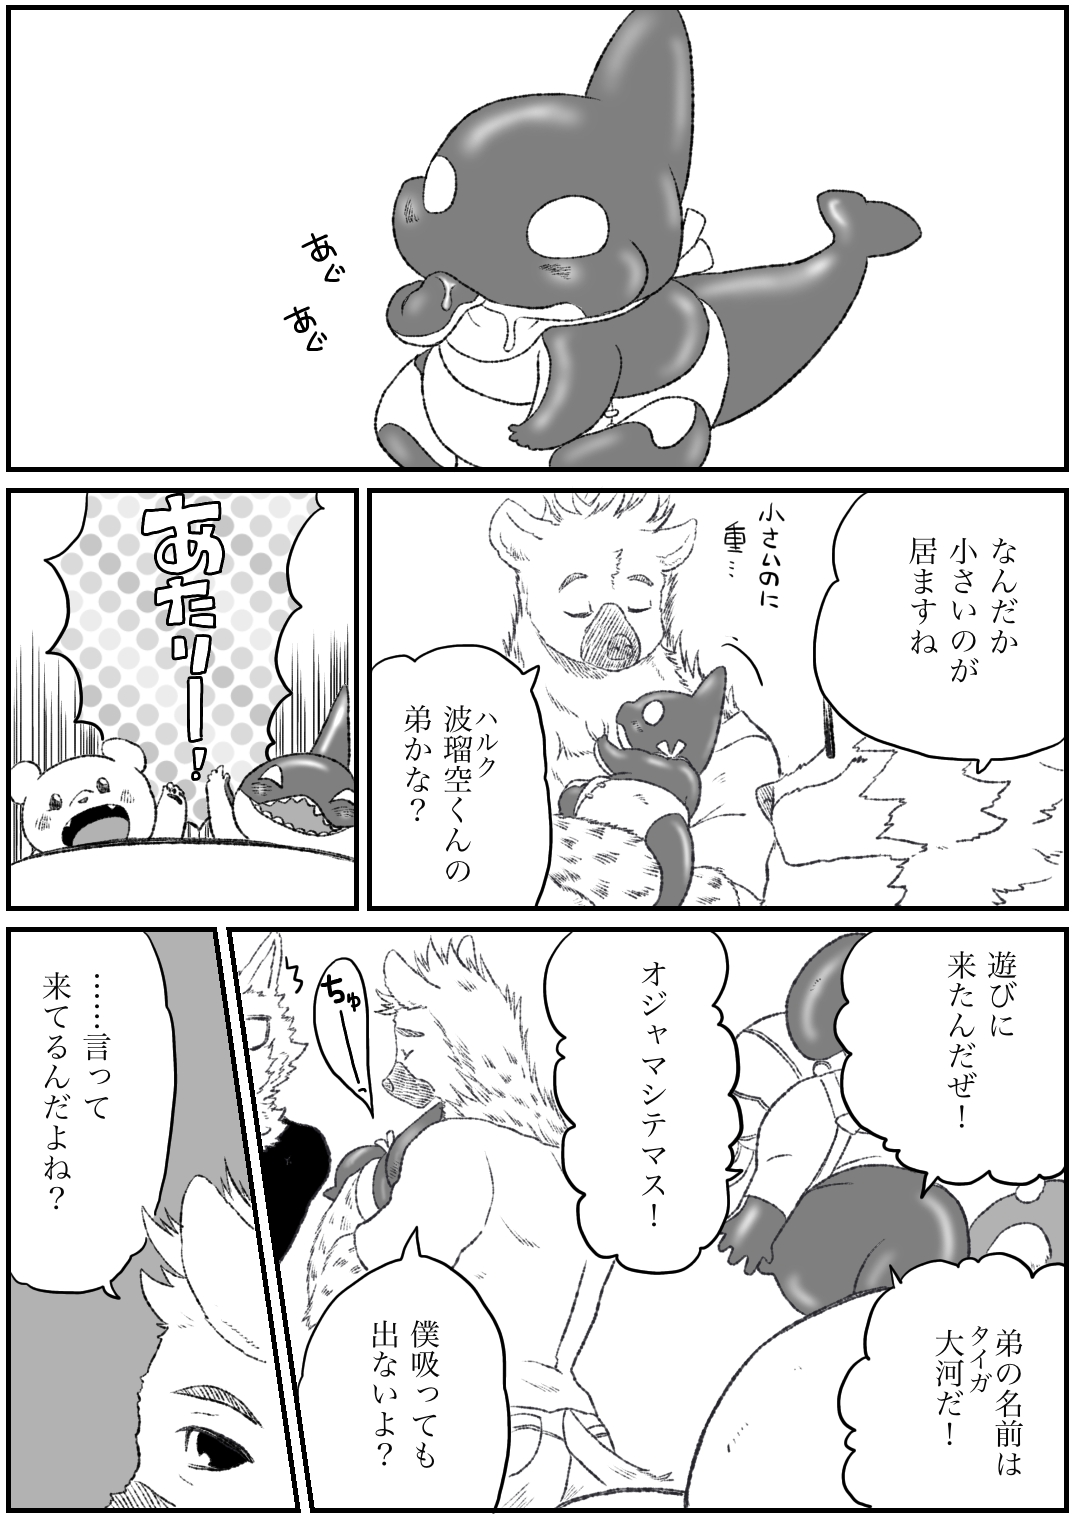 あぐ
あぐ
なんだか
小さいのが
居ますね
小さいのに
重…
ハルク
波瑠空くんの
弟かな?
あたりー!
遊びに
来たんだぜ!
オジャマシテマス!
弟の名前は
タイガ
大河だ!
ちゅー
僕吸っても
出ないよ?
……言って
来てるんだよね?